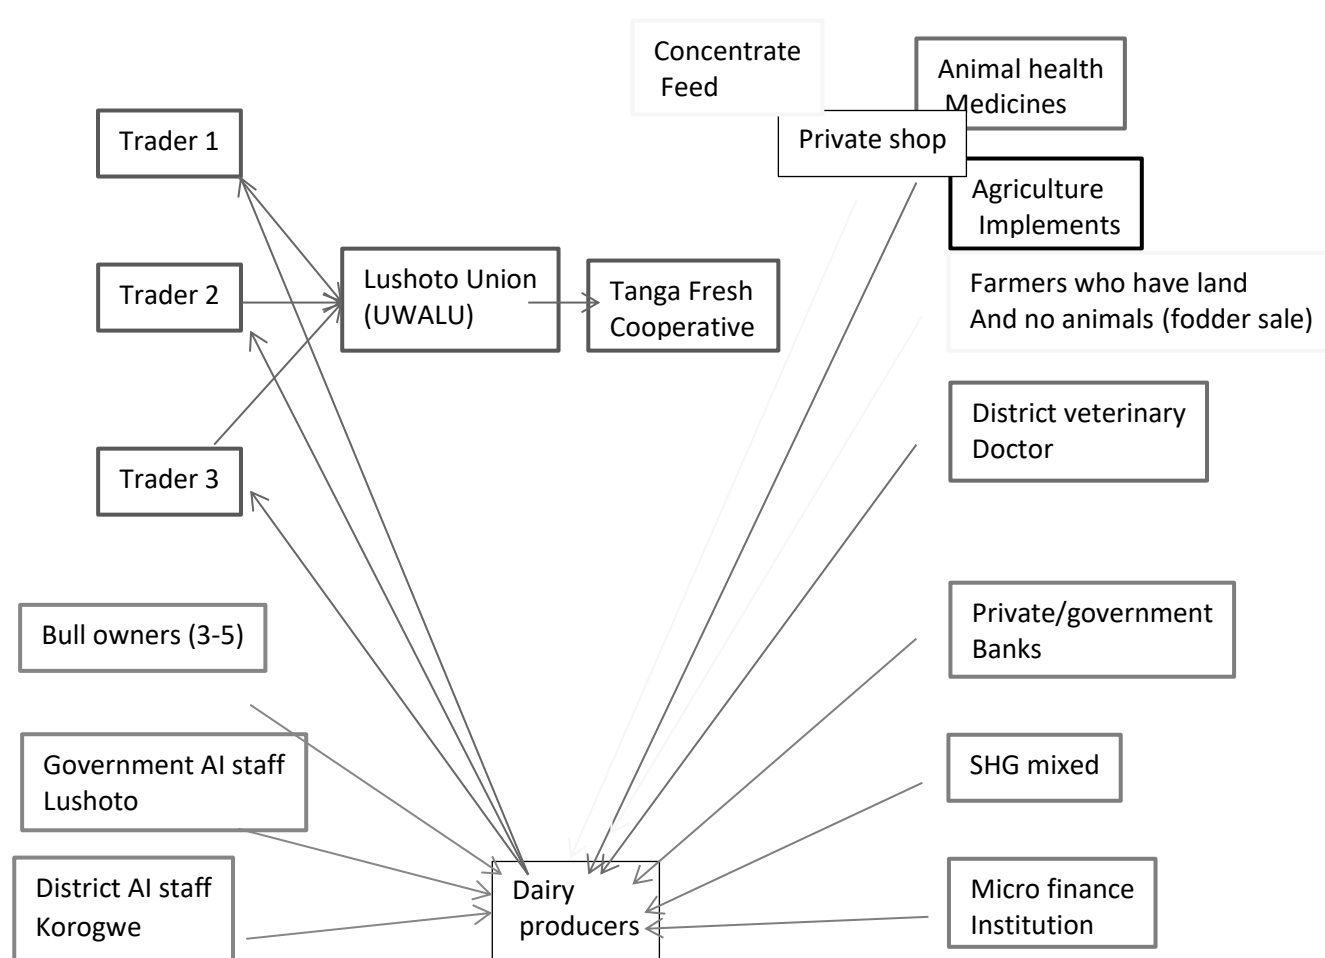 Concentrate
Feed
Animal health
Medicines
Trader 1
Private shop
Agriculture
Implements
Trader 2
Lushoto Union
(UWALU)
Tanga Fresh
Cooperative
Farmers who have land
And no animals (fodder sale)
District veterinary
Doctor
Trader 3
Bull owners (3-5)
Private/government
Banks
Government AI staff
Lushoto
SHG mixed
District AI staff
Korogwe
Dairy
producers
Micro finance
Institution